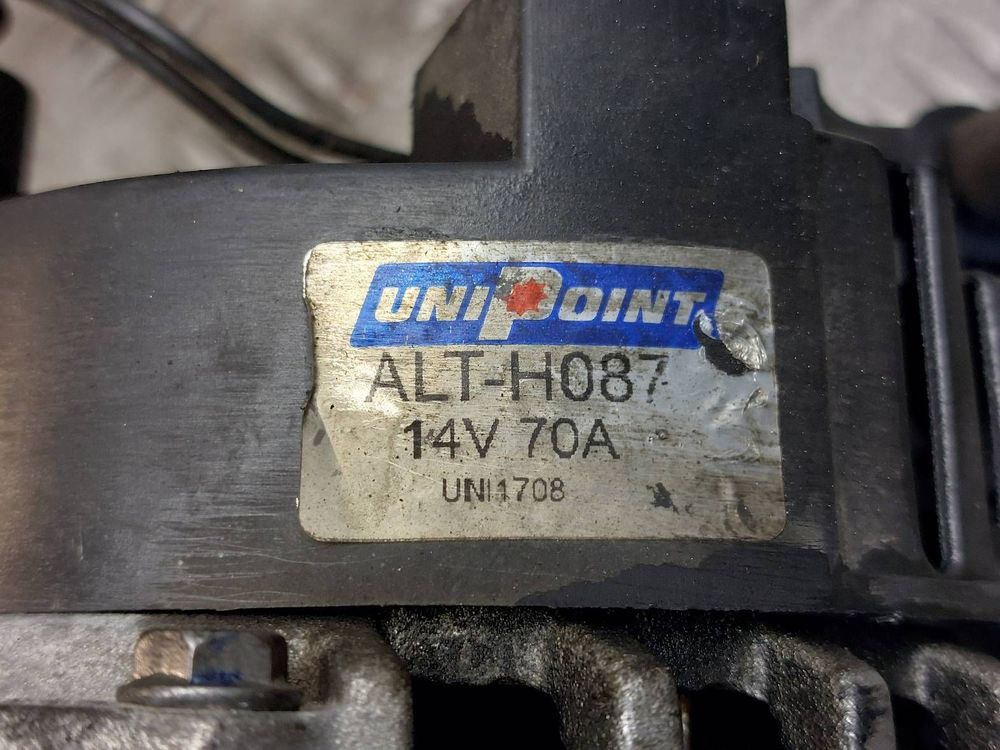 UNIPOINT
ALT-H087
14V 70A
UNI1708